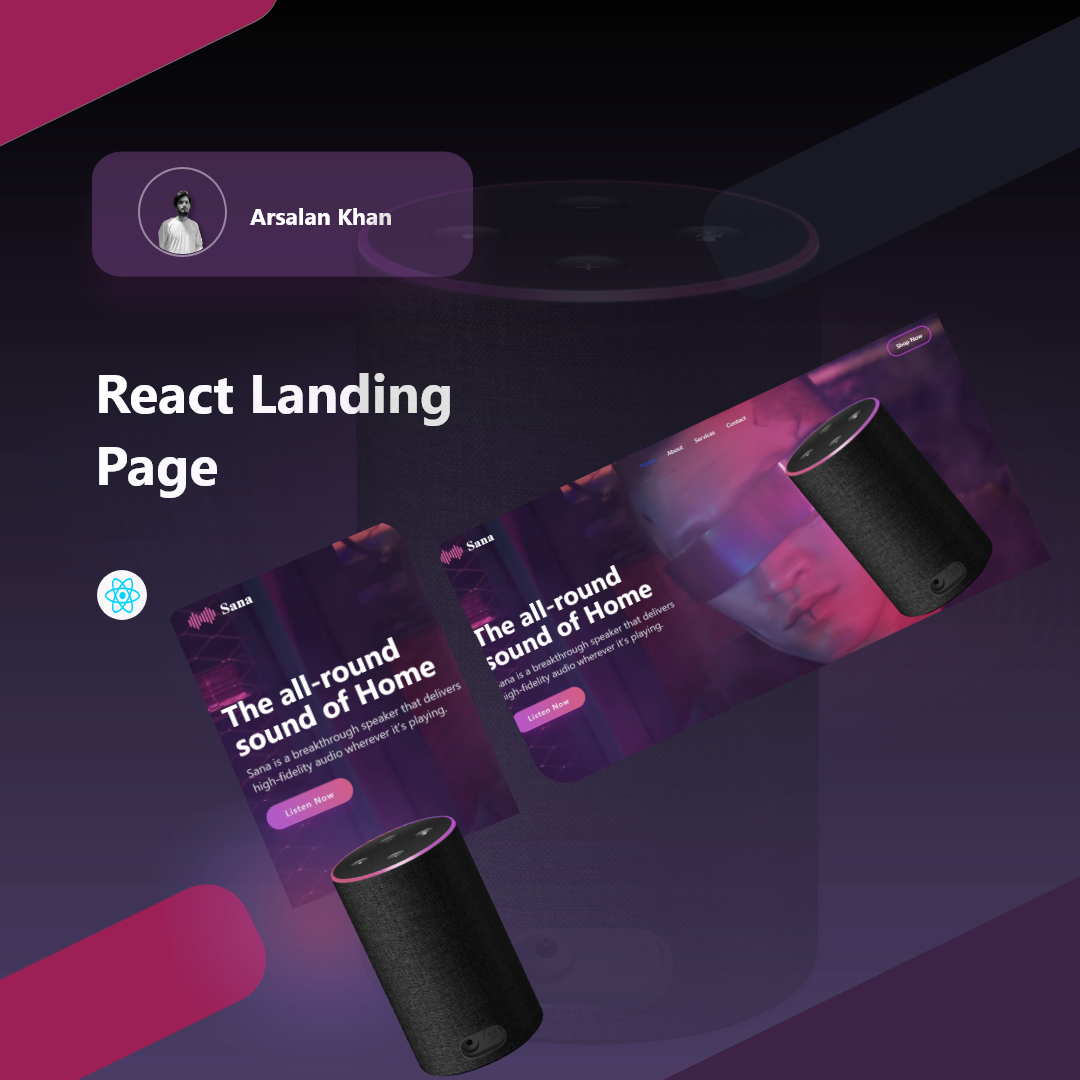 Arsalan Khan
React Landing
Page
Sana
The all-round
sound of Home
Sana is a breakthrough speaker that delivers
high-fidelity audio wherever it's playing.
Listen Now
Sana
About
Services
Contact
Shop Now
The all-round
sound of Home
Sana is a breakthrough speaker that delivers
high-fidelity audio wherever it's playing.
Listen Now